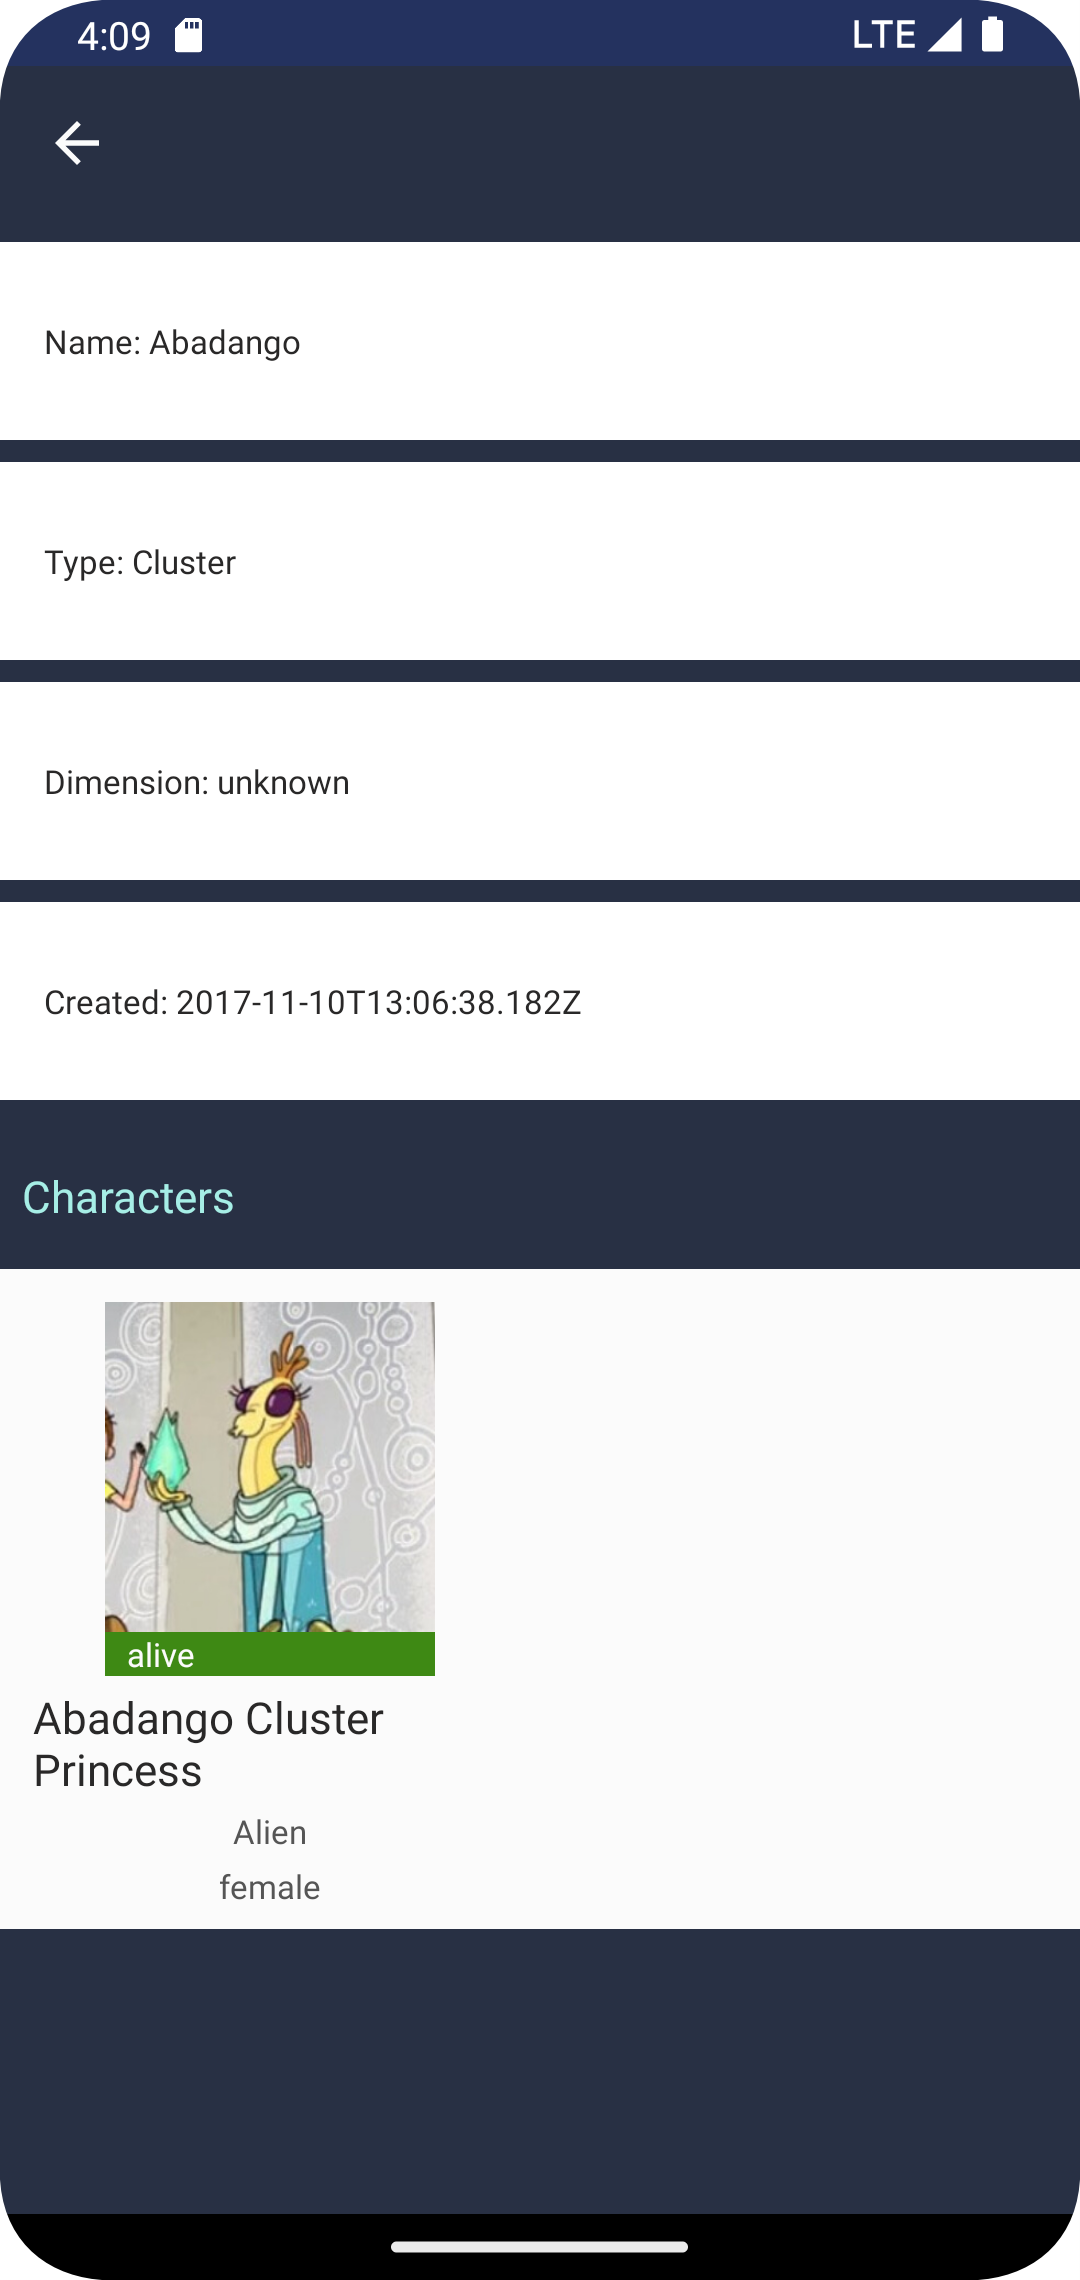 4:09 LTE
Name: Abadango
Type: Cluster
Dimension: unknown
Created: 2017-11-10T13:06:38.182Z
Characters
alive
Abadango Cluster
Princess
Alien
female